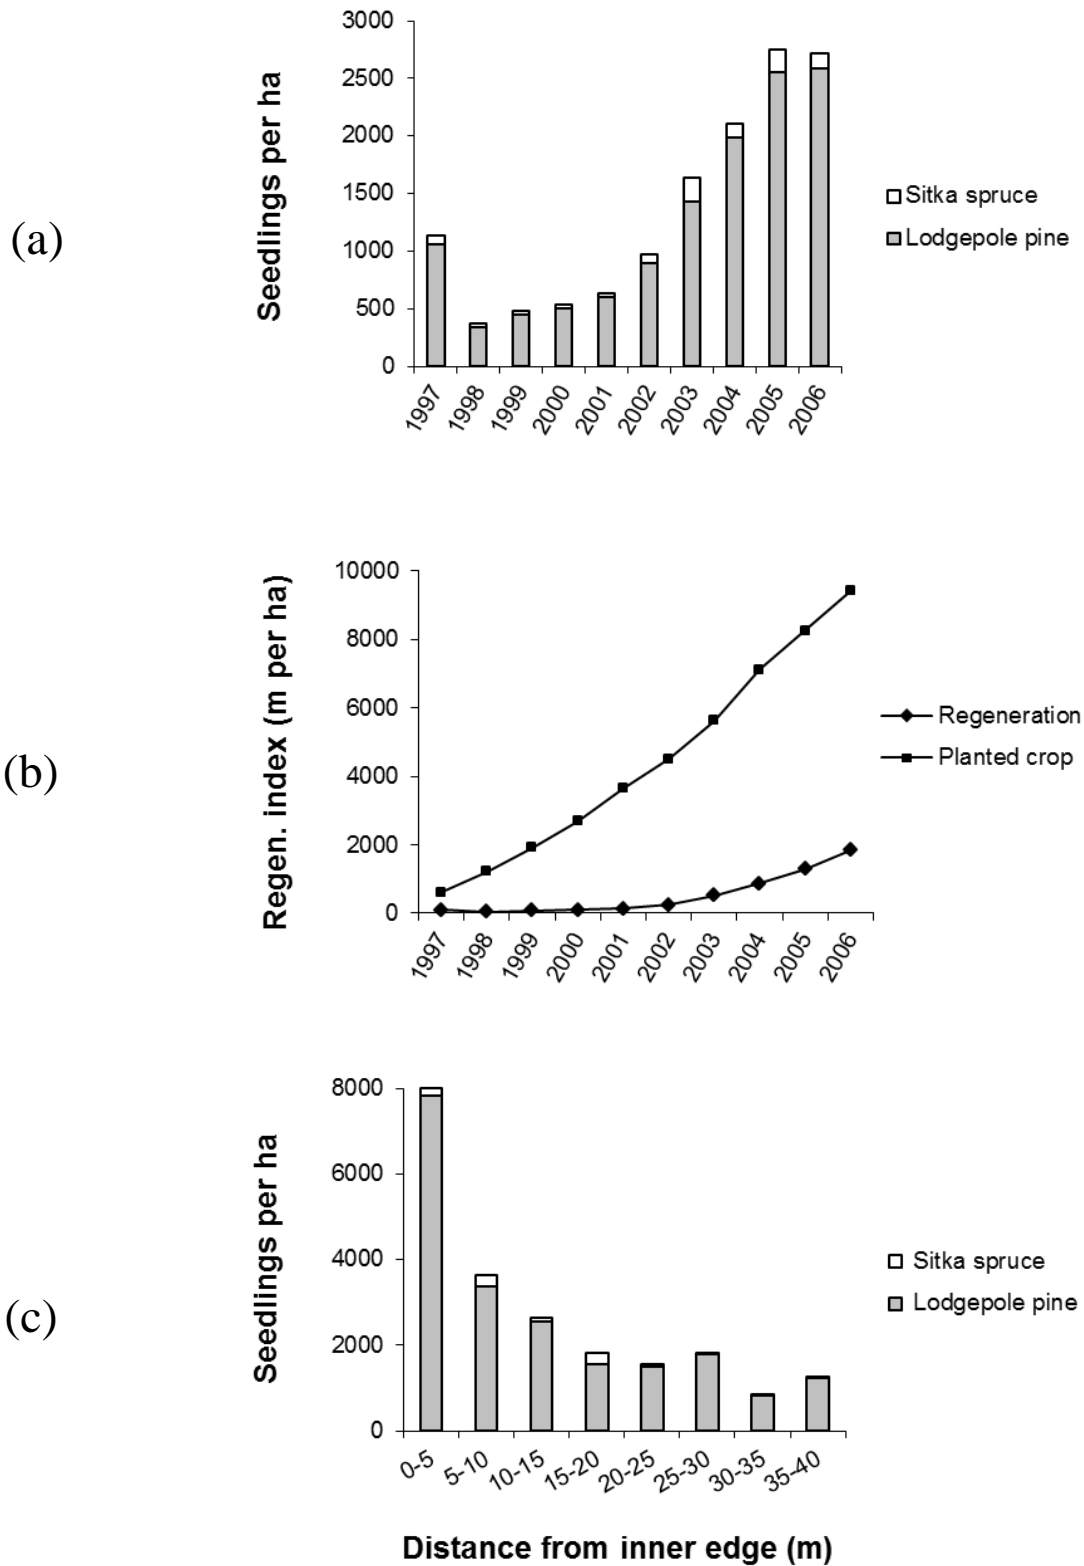 (a)
Seedlings per ha
3000
2500
2000
1500
1000
500
0
1997 1998 1999 2000 2001 2002 2003 2004 2005 2006
Sitka spruce
Lodgepole pine
(b)
Regen. index (m per ha)
10000
8000
6000
4000
2000
0
1997 1998 1999 2000 2001 2002 2003 2004 2005 2006
Regeneration
Planted crop
(c)
Seedlings per ha
8000
6000
4000
2000
0
0-5 5-10 10-15 15-20 20-25 25-30 30-35 35-40
Sitka spruce
Lodgepole pine
Distance from inner edge (m)